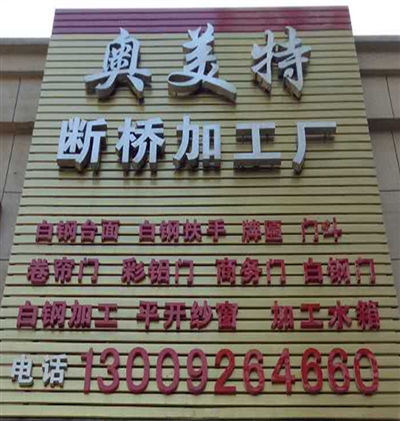 奥美特
断桥加工厂
白钢台面 白钢扶手 牌匾 门斗
卷帘门 彩铝门 商务门 白钢门
白钢加工 平开纱窗 加工水箱
电话 13009264660